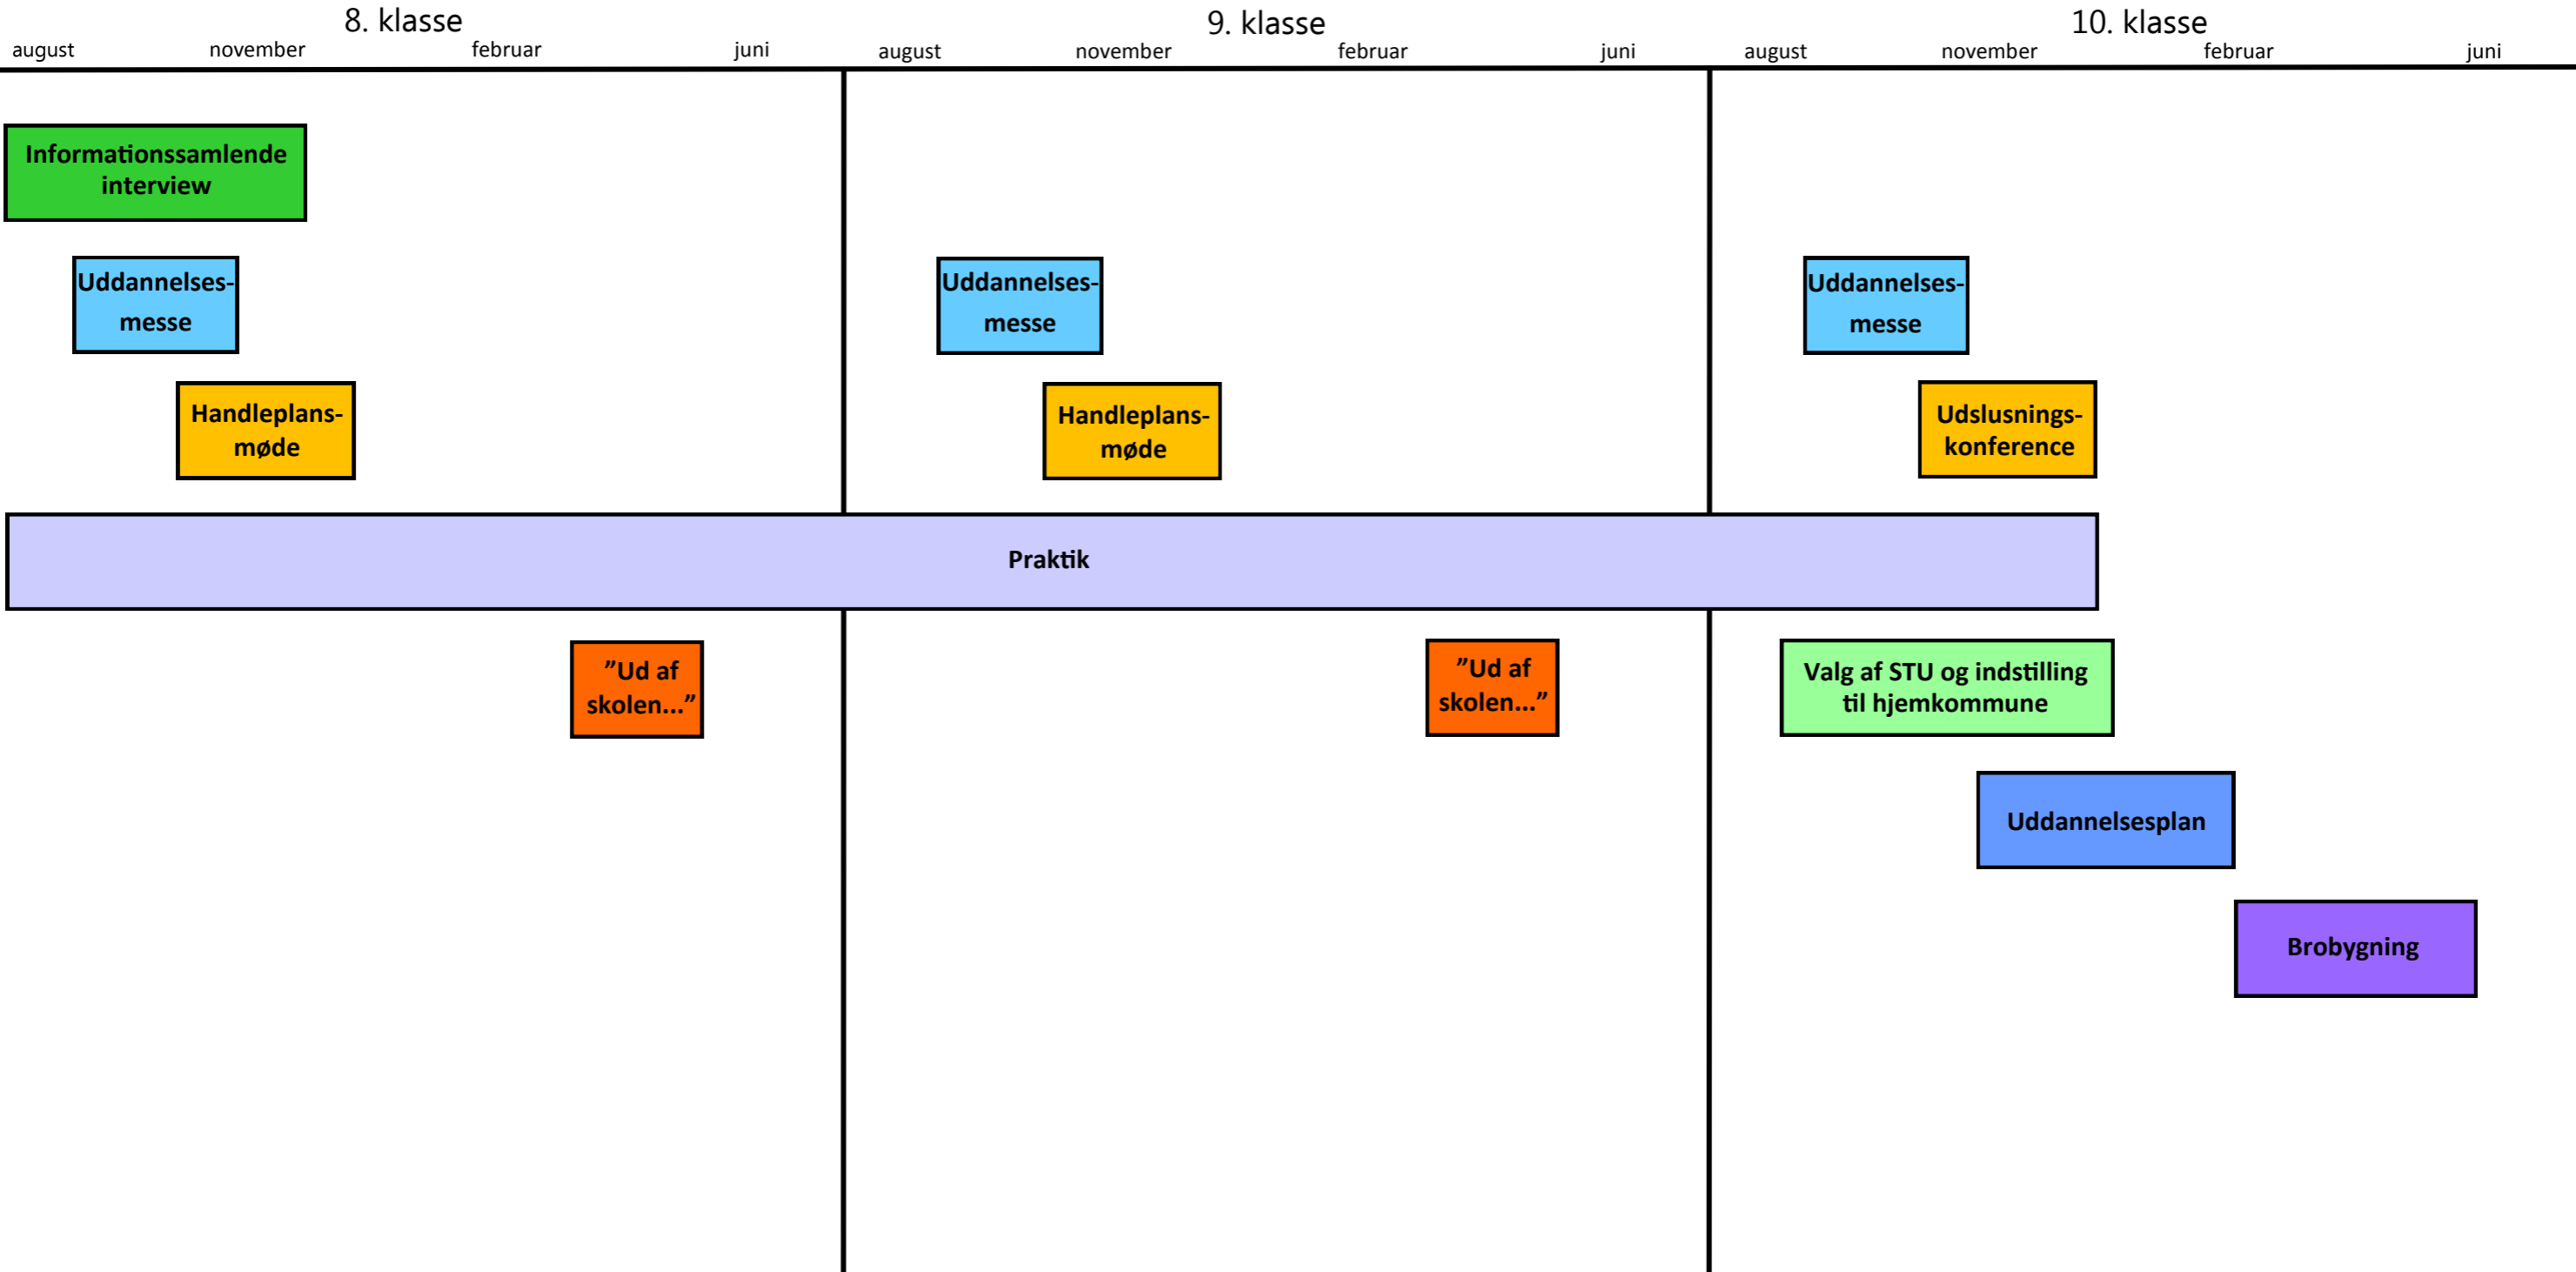 8. klasse
9. klasse
10. klasse
august november februar juni august november februar juni august november februar juni
Informationssamlende
interview
Uddannelses-
messe
Uddannelses-
messe
Uddannelses-
messe
Handleplans-
møde
Handleplans-
møde
Udslusnings-
konference
Praktik
”Ud af
skolen...”
”Ud af
skolen...”
Valg af STU og indstilling
til hjemkommune
Uddannelsesplan
Brobygning